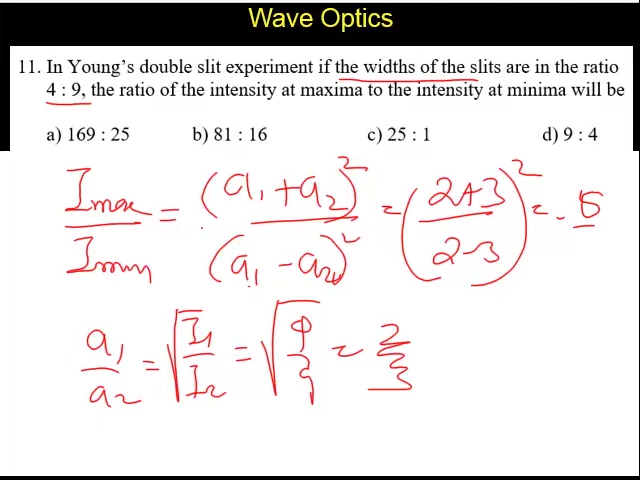 Wave Optics
11. In Young's double slit experiment if the widths of the slits are in the ratio
4 : 9, the ratio of the intensity at maxima to the intensity at minima will be
a) 169 : 25 b) 81 : 16 c) 25 : 1 d) 9 : 4
Imax/Imin = (a1 + a2)^2/(a1 - a2)^2 = (2+3/2-3)^2 = - 5
a1/a2 = √(I1/I2) = √(4/9) = 2/3